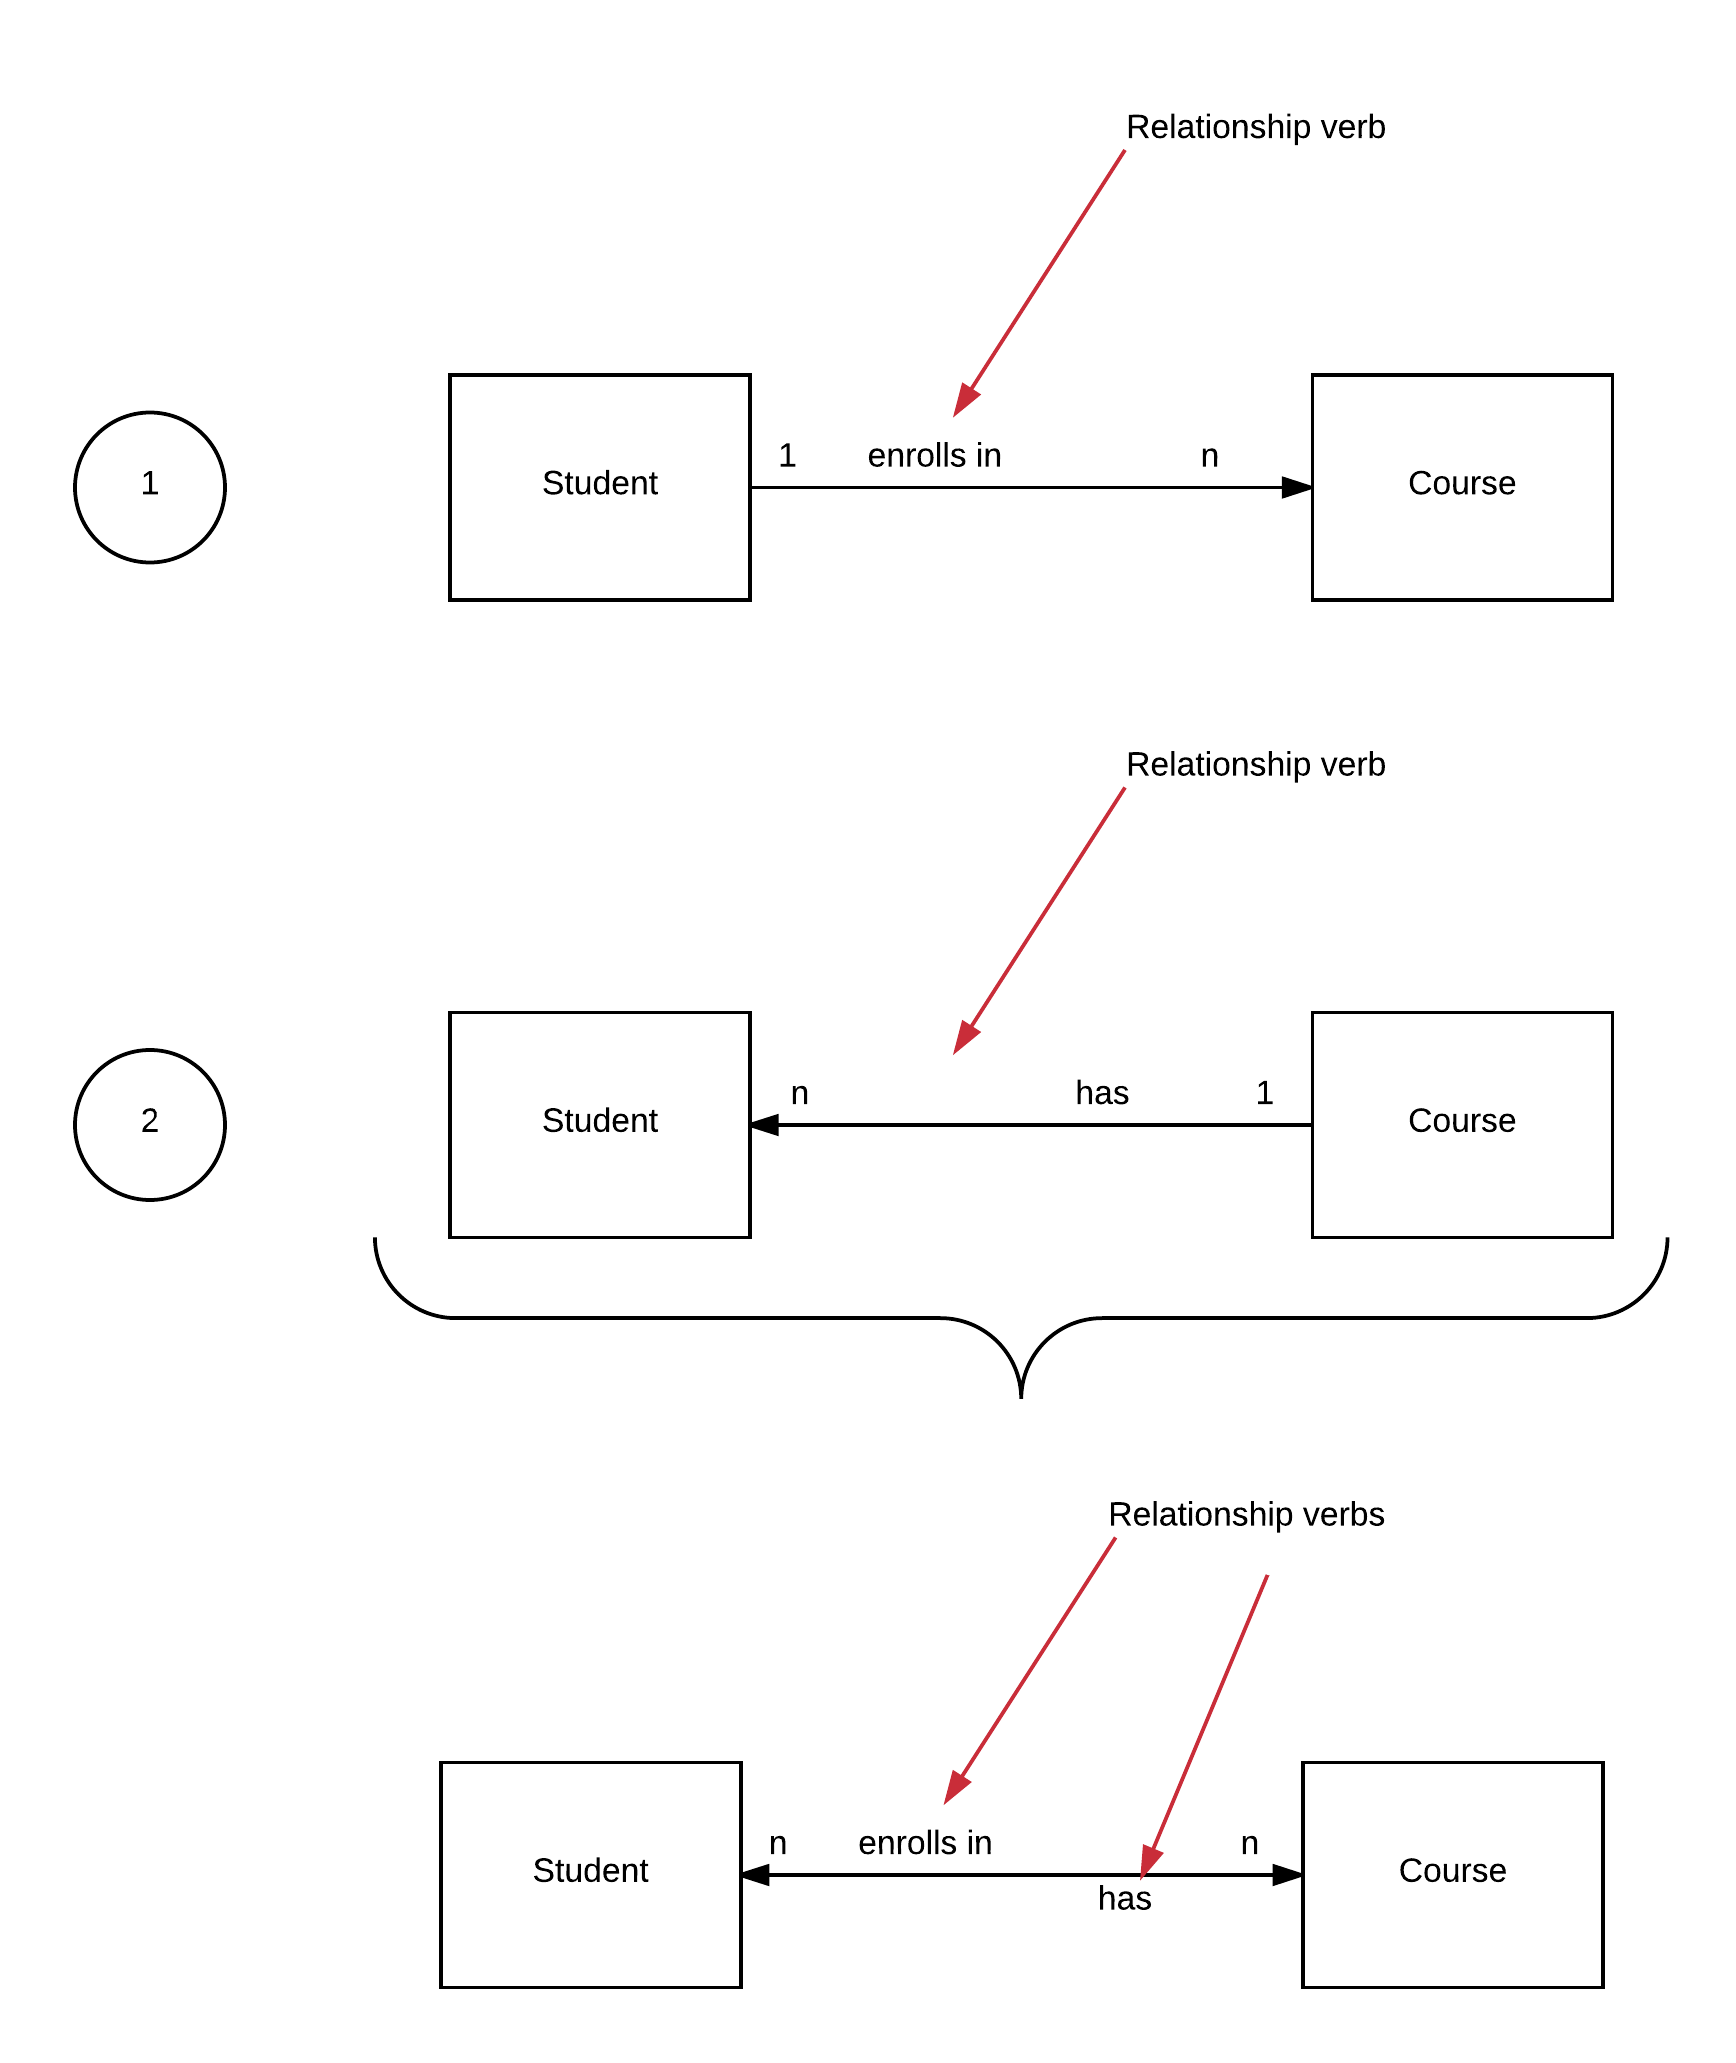 Relationship verb
1 enrolls in n
1 Student Course
Relationship verb
n has 1
2 Student Course
Relationship verbs
n enrolls in n
Student Course
has